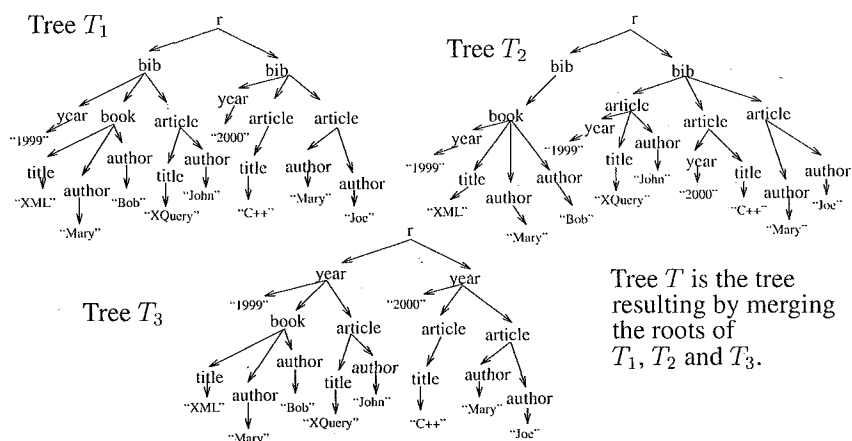 Tree T1
r
bib bib
year book article year article article
"1999" "2000"
title author title author author
author title author
"XML" "Bob" "John" "C++" "Mary"
"XQuery"
"Mary" "Joe"
Tree T2
r
bib bib
book article
year year article article
"1999" "1999" author
title title year title author
author "John" author
"XML" author "XQuery" "2000" "C++" "Joe"
"Bob" "Mary"
"Mary"
Tree T3
r
year year
"1999" "2000"
book article article article
title author title author title author
author author
"XML" "Bob" "John" "C++" "Mary"
"XQuery"
"Mary" "Joe"
Tree T is the tree
resulting by merging
the roots of
T1, T2 and T3.